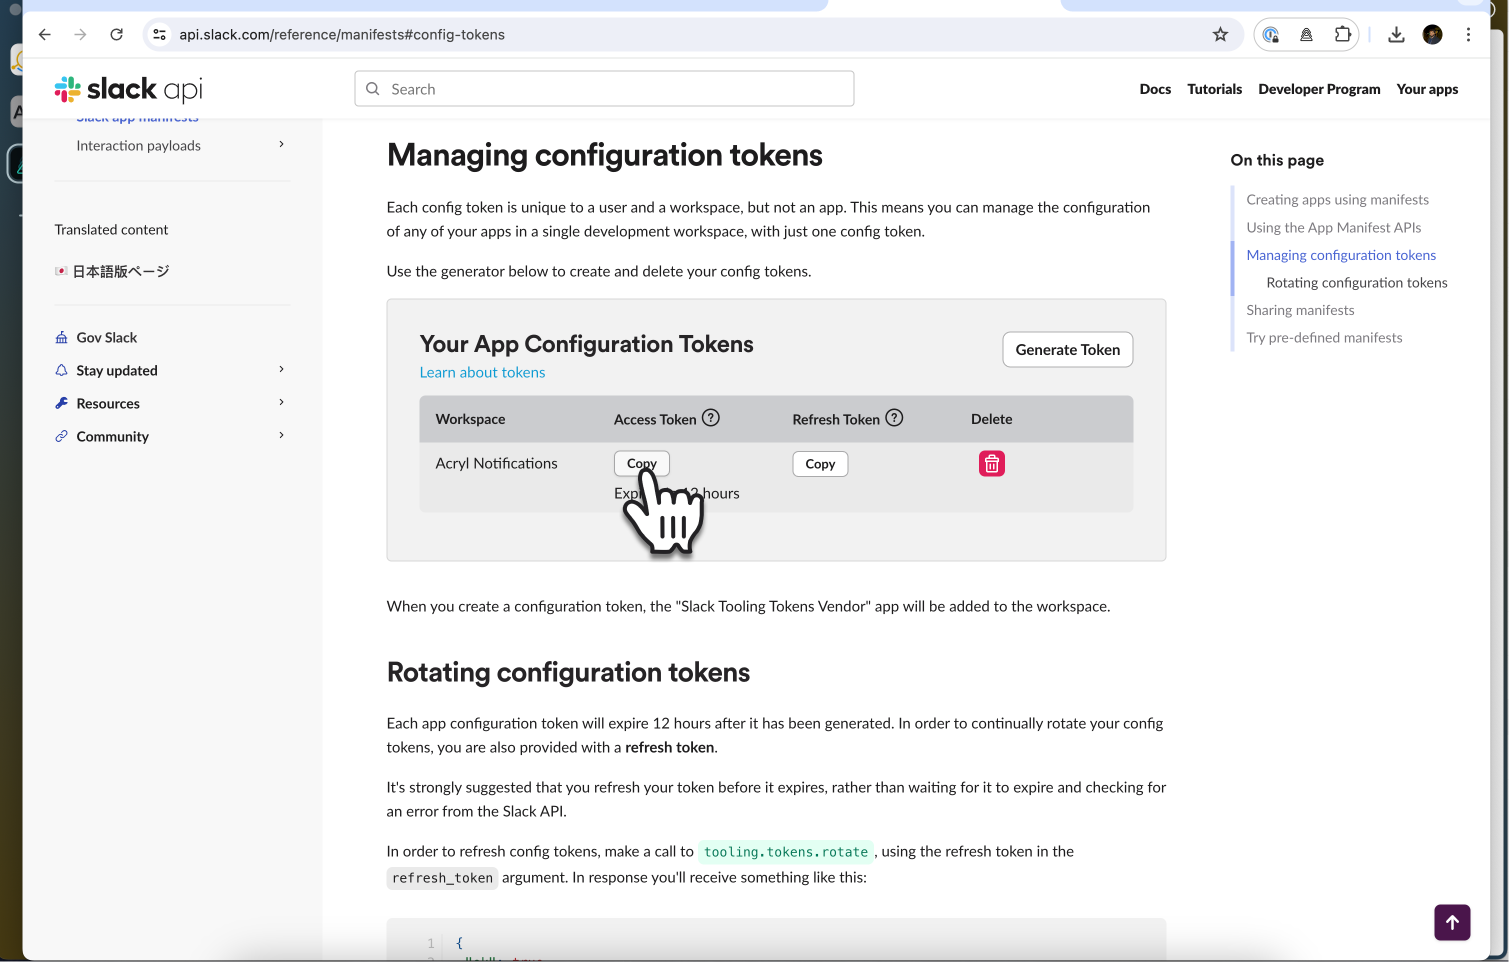 api.slack.com/reference/manifests#config-tokens
slack api
Search
Docs
Tutorials
Developer Program
Your apps
Slack app manifests
Interaction payloads
Translated content
日本語版ページ
Gov Slack
Stay updated
Resources
Community
Managing configuration tokens
Each config token is unique to a user and a workspace, but not an app. This means you can manage the configuration
of any of your apps in a single development workspace, with just one config token.
Use the generator below to create and delete your config tokens.
Your App Configuration Tokens
Learn about tokens
Generate Token
Workspace
Access Token ?
Refresh Token ?
Delete
Acryl Notifications
Copy
Copy
12 hours
When you create a configuration token, the "Slack Tooling Tokens Vendor" app will be added to the workspace.
Rotating configuration tokens
Each app configuration token will expire 12 hours after it has been generated. In order to continually rotate your config
tokens, you are also provided with a refresh token.
It's strongly suggested that you refresh your token before it expires, rather than waiting for it to expire and checking for
an error from the Slack API.
In order to refresh config tokens, make a call to tooling.tokens.rotate , using the refresh token in the
refresh_token argument. In response you'll receive something like this:
1 {
On this page
Creating apps using manifests
Using the App Manifest APIs
Managing configuration tokens
Rotating configuration tokens
Sharing manifests
Try pre-defined manifests